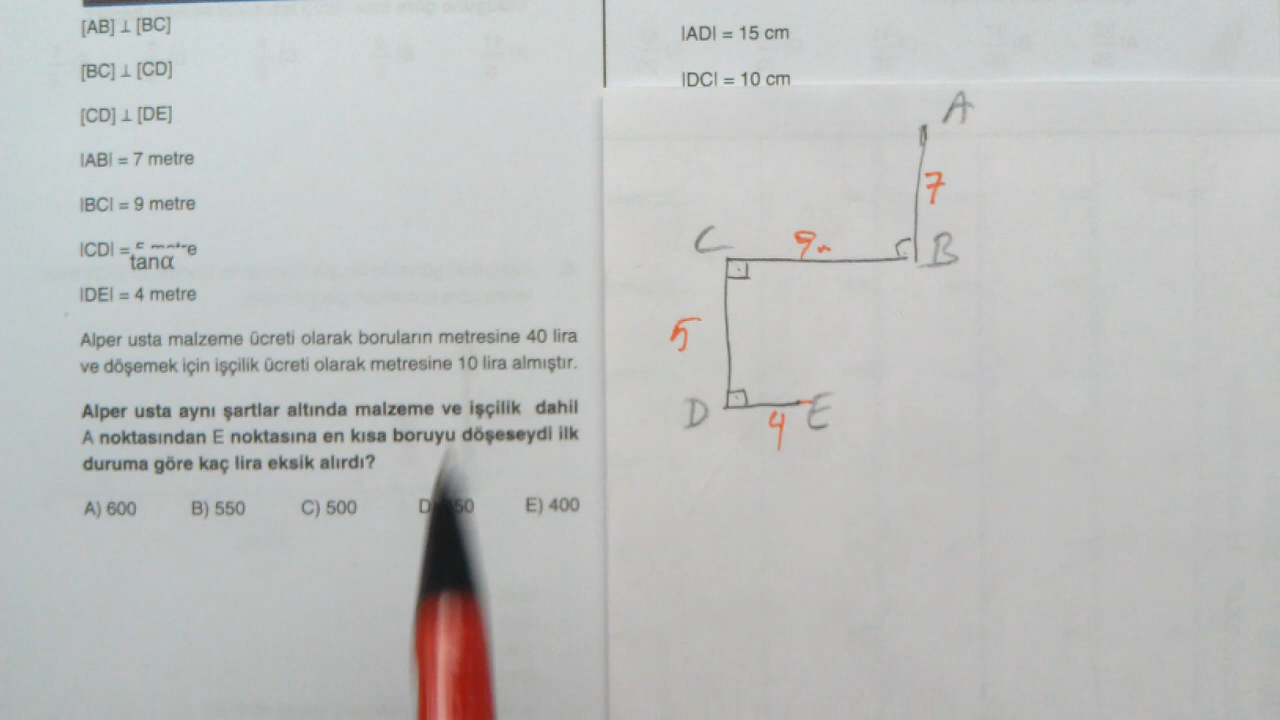 [AB] ⊥ [BC]
[BC] ⊥ [CD]
[CD] ⊥ [DE]
|AB| = 7 metre
|BC| = 9 metre
|CD| =
tanα
|DE| = 4 metre
Alper usta malzeme ücreti olarak boruların metresine 40 lira
ve döşemek için işçilik ücreti olarak metresine 10 lira almıştır.
Alper usta aynı şartlar altında malzeme ve işçilik dahil
A noktasından E noktasına en kısa boruyu döşeseydi ilk
duruma göre kaç lira eksik alırdı?
A) 600 B) 550 C) 500 D 50 E) 400
|AD| = 15 cm
|DC| = 10 cm
A
7
C 9 B
5
D 4 E